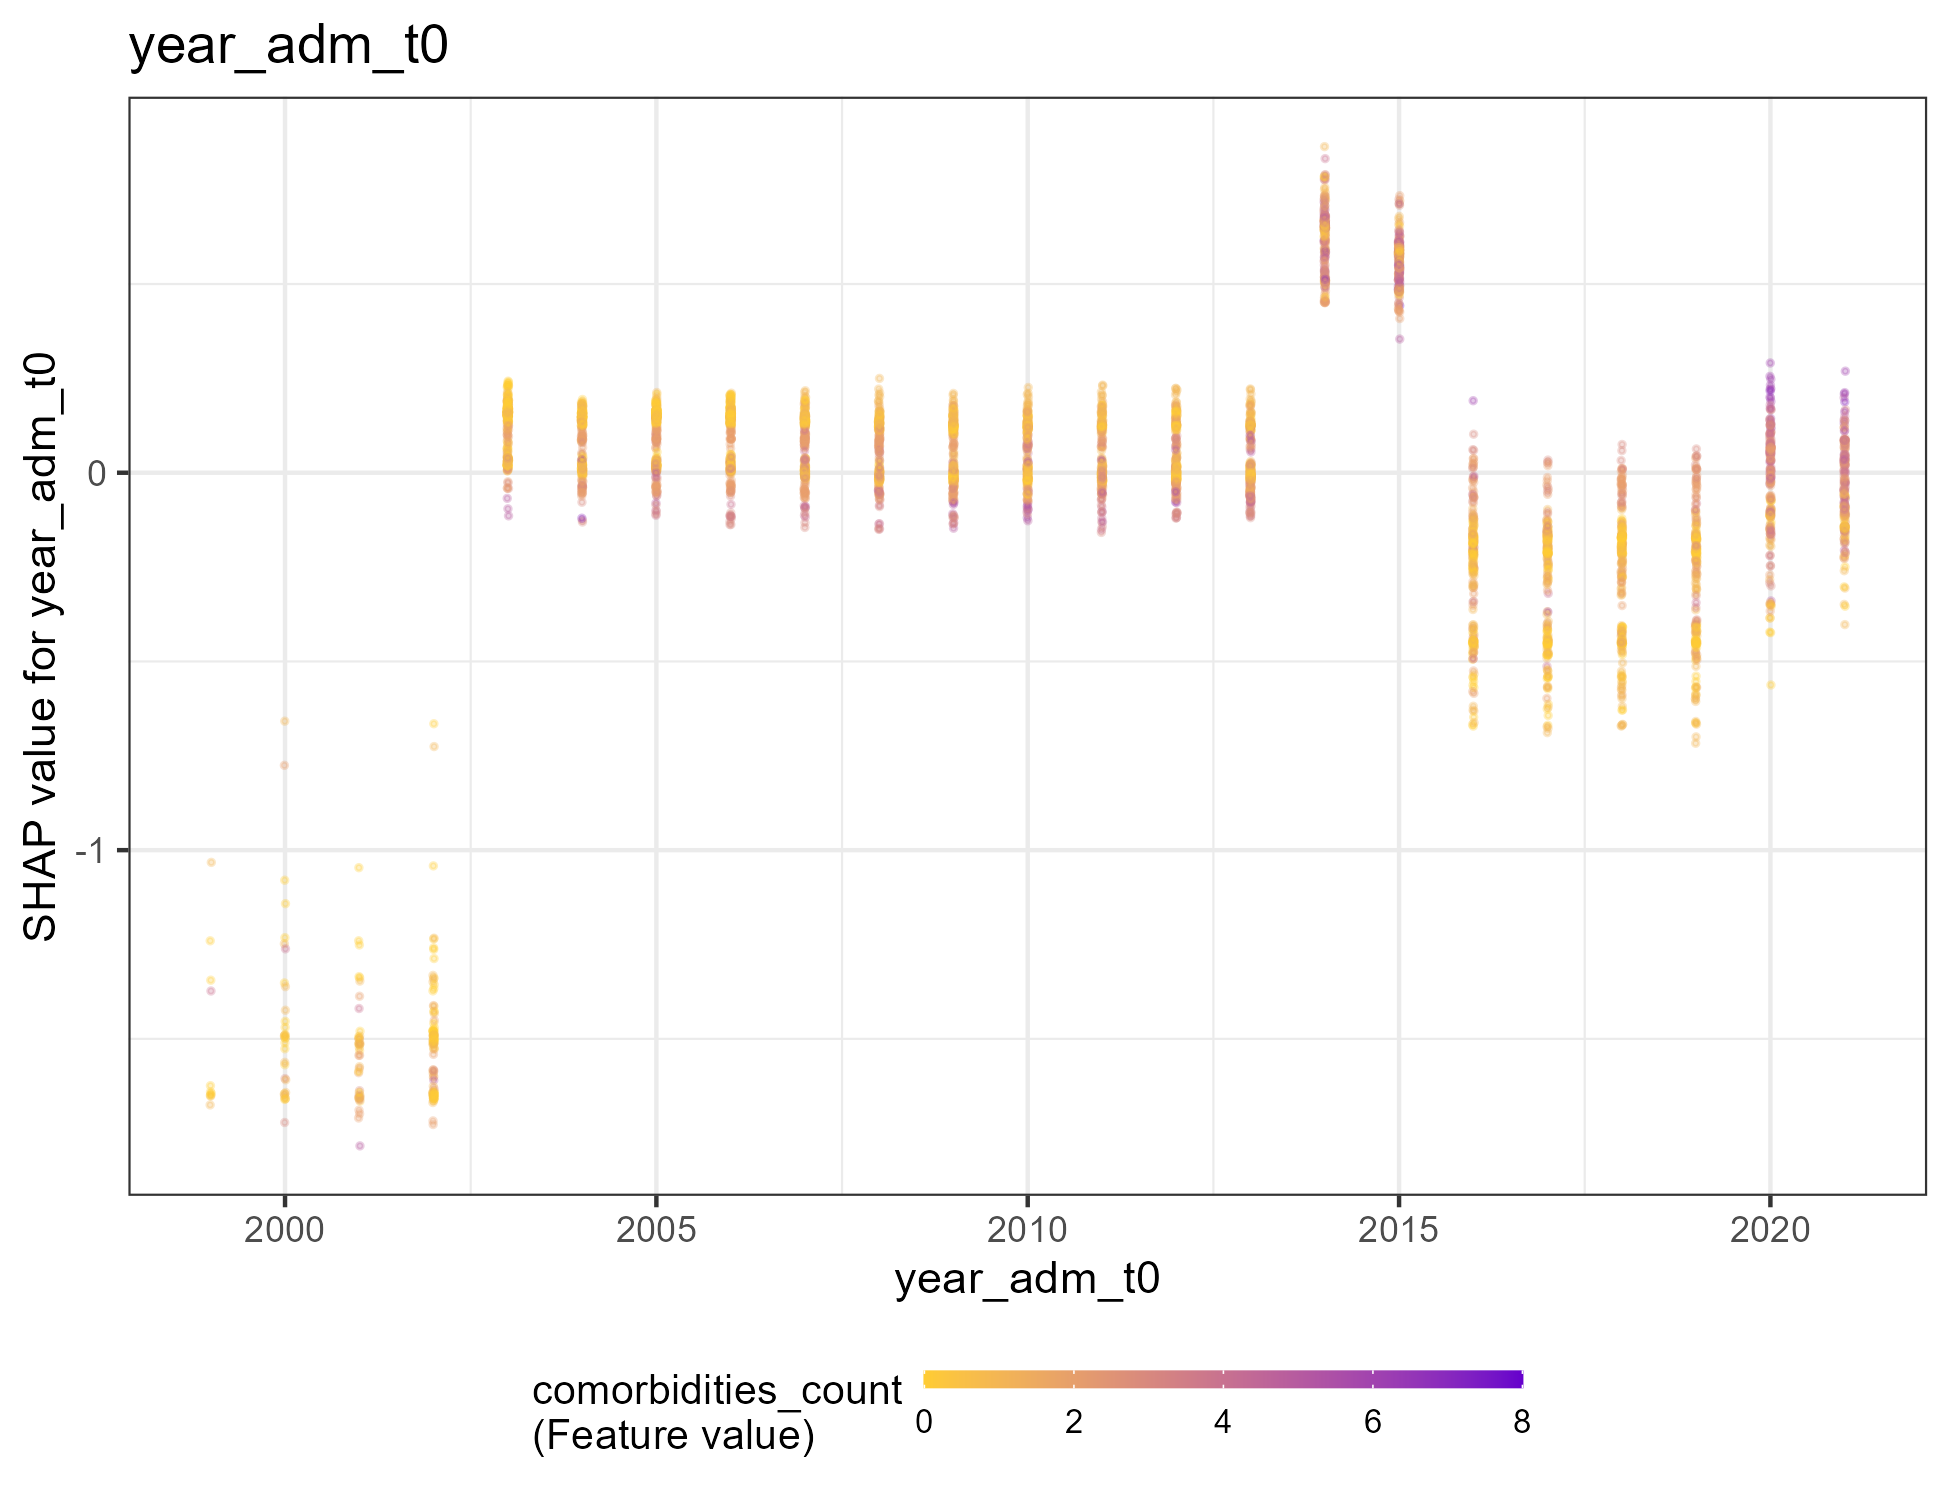 year_adm_t0
SHAP value for year_adm_t0
0
-1
2000 2005 2010 2015 2020
year_adm_t0
comorbidities_count
(Feature value)
0 2 4 6 8